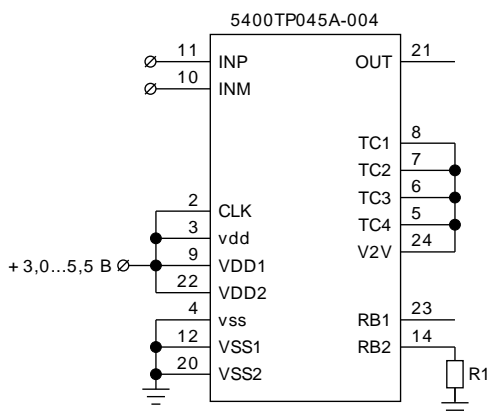 5400TP045A-004
11 INP OUT 21
10 INM
TC1 8
TC2 7
TC3 6
2 CLK TC4 5
3 vdd V2V 24
+ 3,0...5,5 В 9 VDD1
22 VDD2
4 vss RB1 23
12 VSS1 RB2 14
20 VSS2 R1